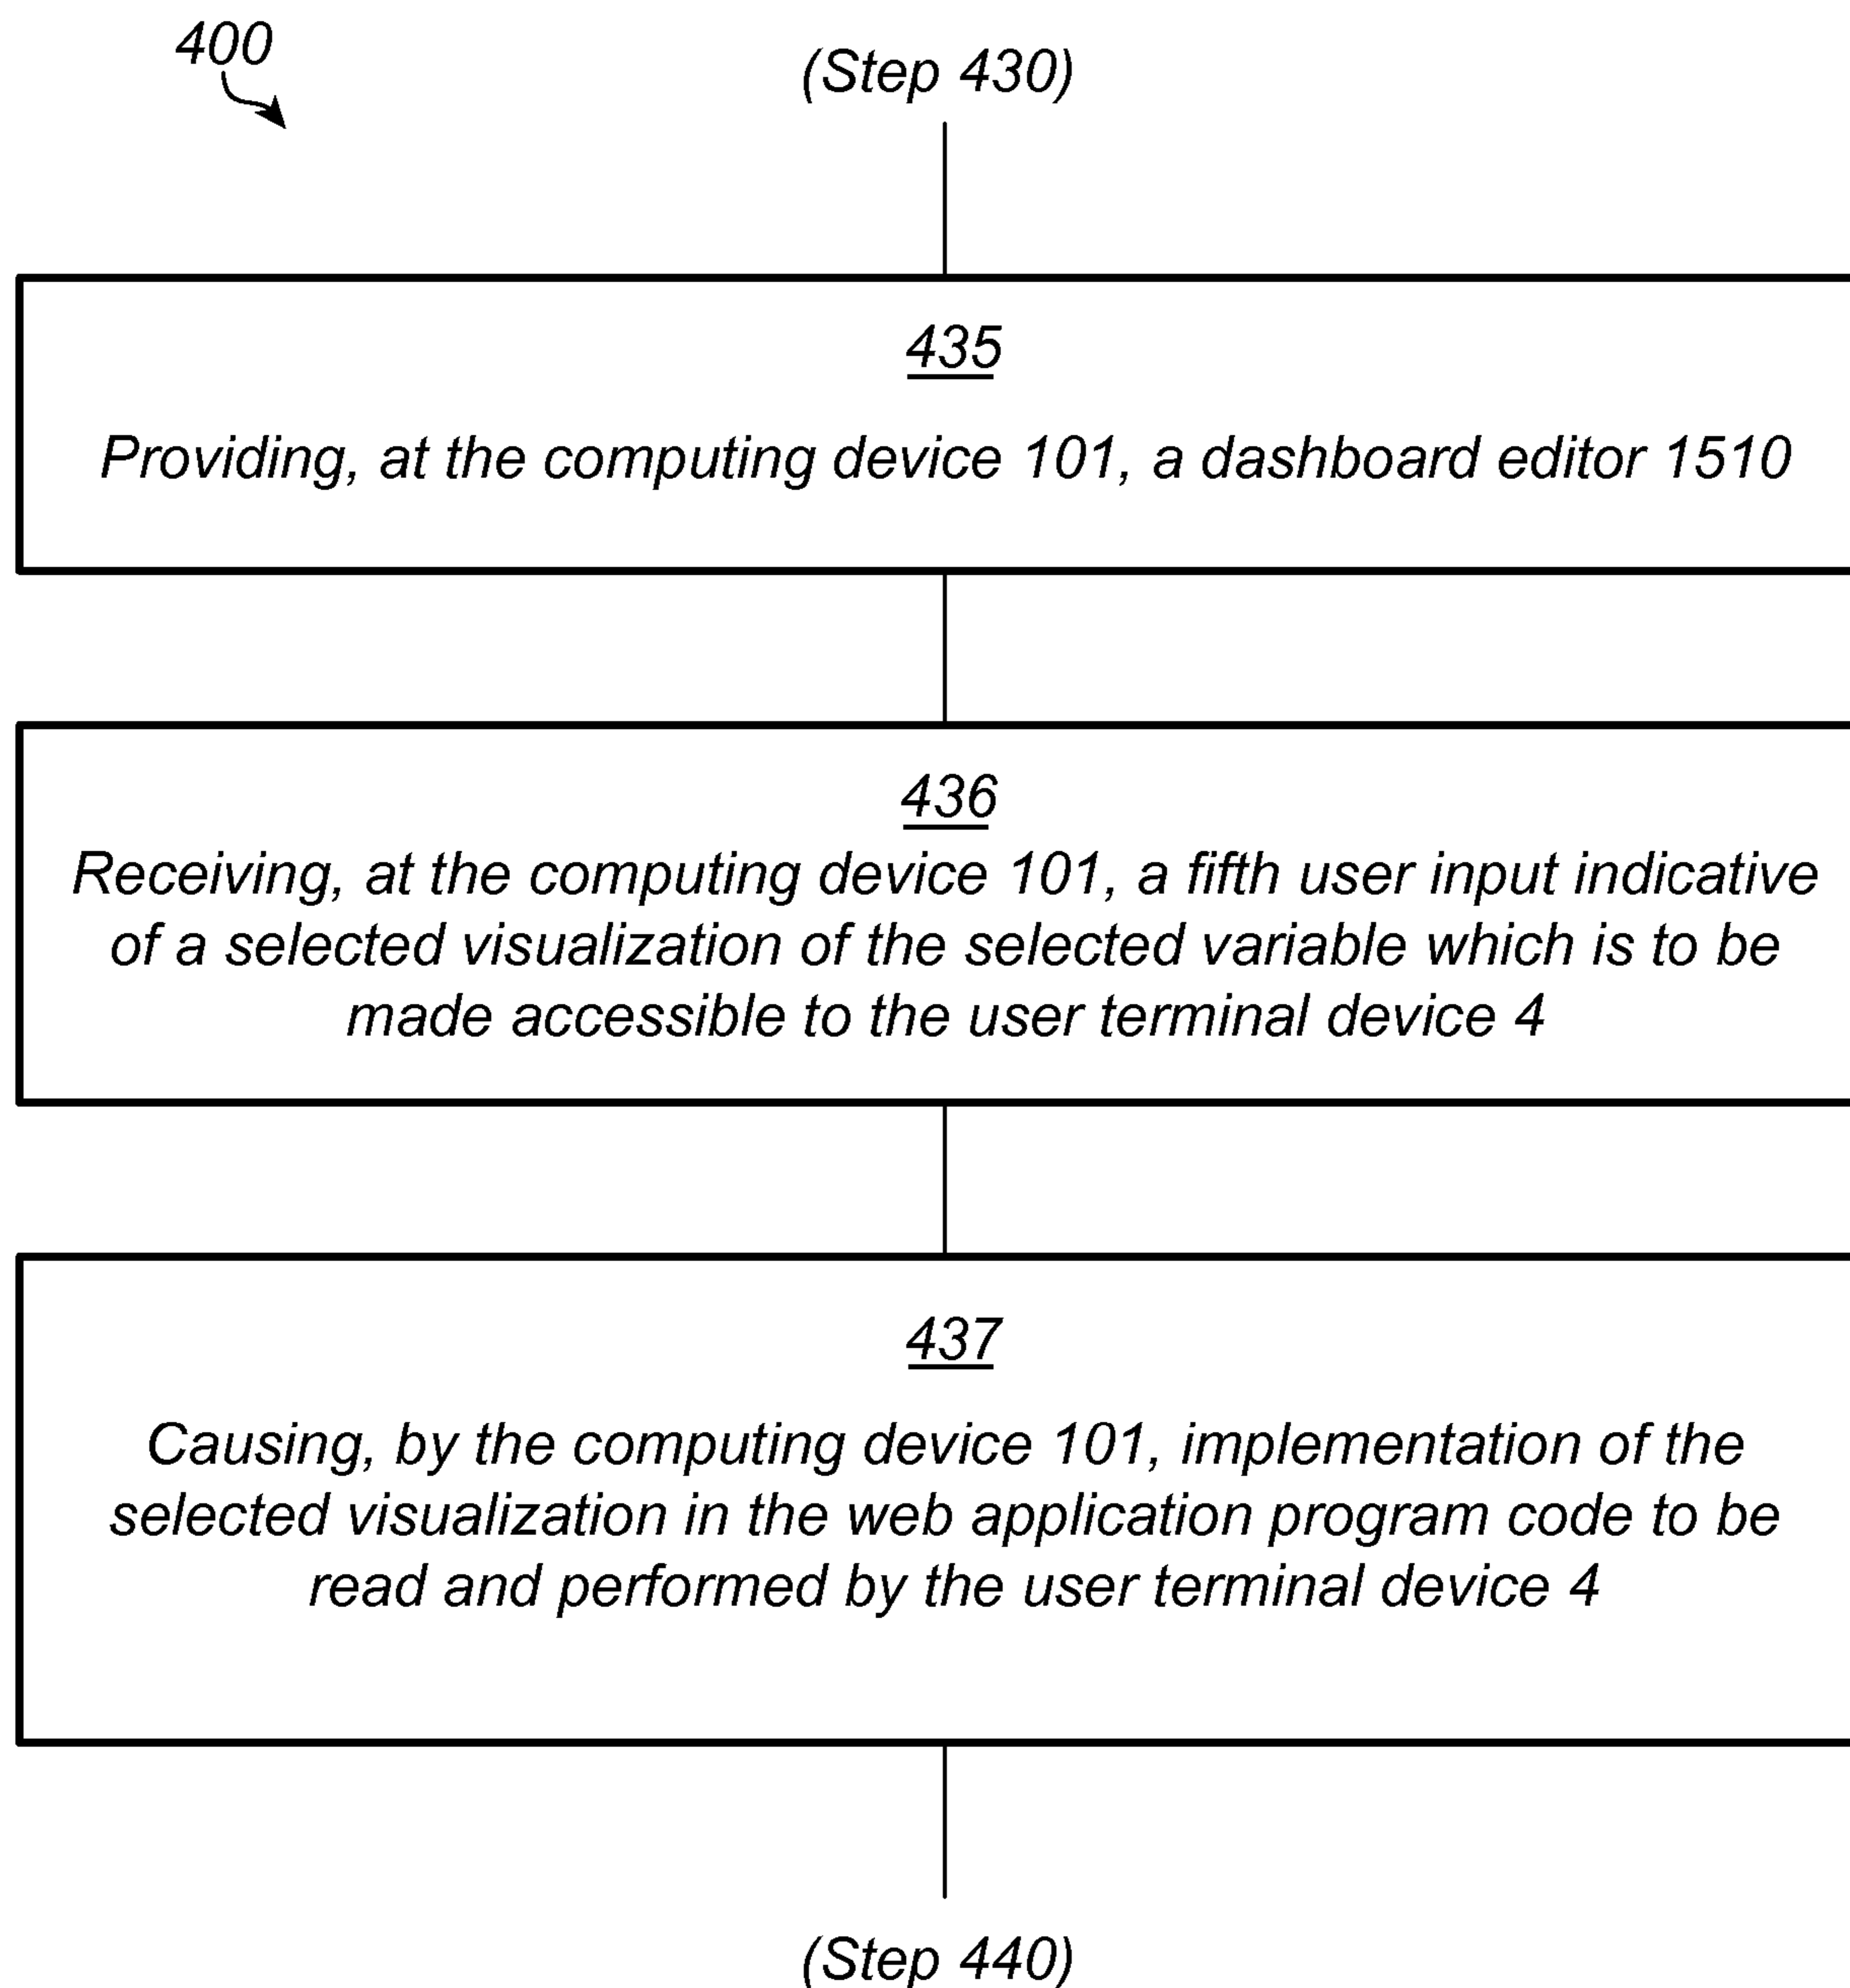 400
(Step 430)
435
Providing, at the computing device 101, a dashboard editor 1510
436
Receiving, at the computing device 101, a fifth user input indicative
of a selected visualization of the selected variable which is to be
made accessible to the user terminal device 4
437
Causing, by the computing device 101, implementation of the
selected visualization in the web application program code to be
read and performed by the user terminal device 4
(Step 440)